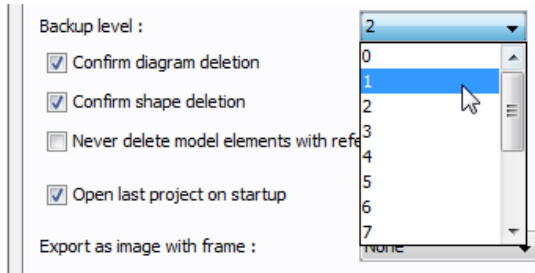 Backup level : 2
0
Confirm diagram deletion
1
Confirm shape deletion
2
Never delete model elements with
3
4
5
Open last project on startup
6
7
Export as image with frame : None